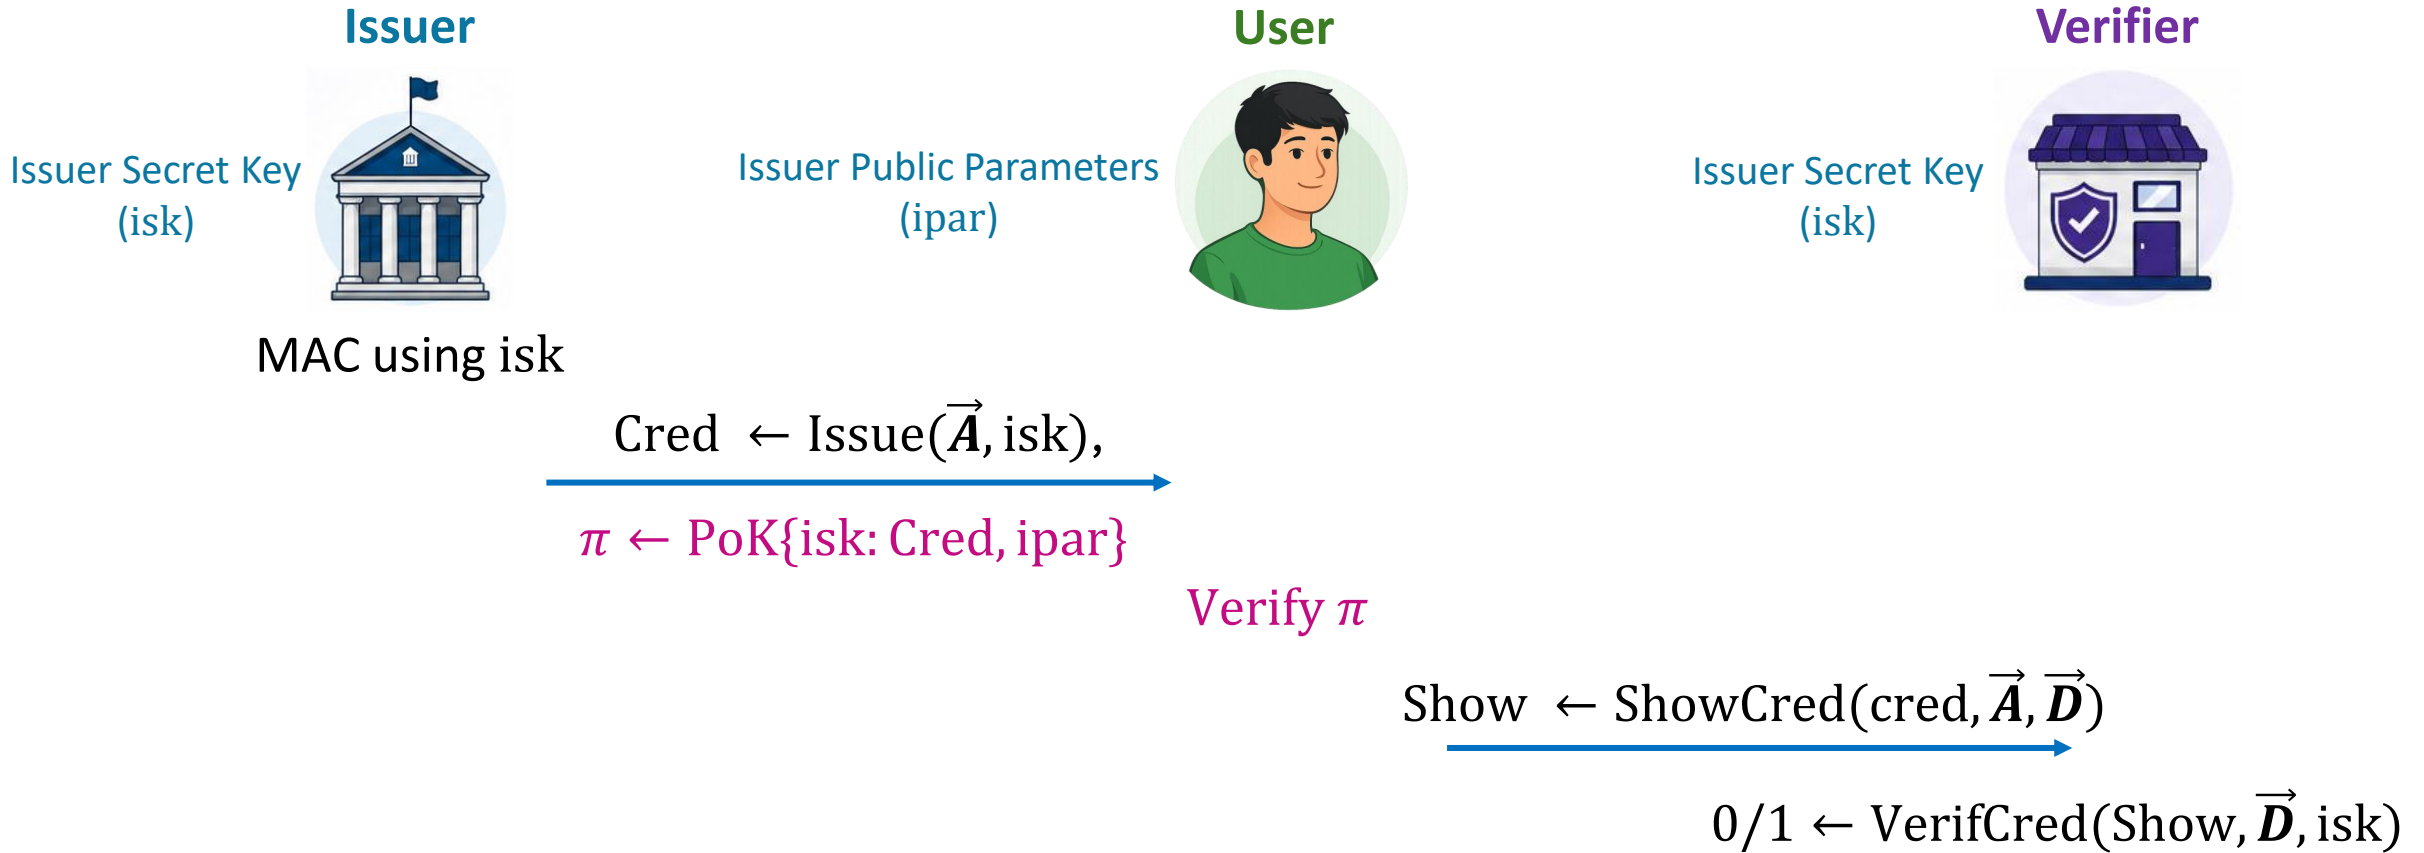 Issuer
User
Verifier
Issuer Secret Key
(isk)
Issuer Public Parameters
(ipar)
Issuer Secret Key
(isk)
MAC using isk
Cred ← Issue(A⃗, isk),
π ← PoK{isk: Cred, ipar}
Verify π
Show ← ShowCred(cred, A⃗, D⃗)
0/1 ← VerifCred(Show, D⃗, isk)